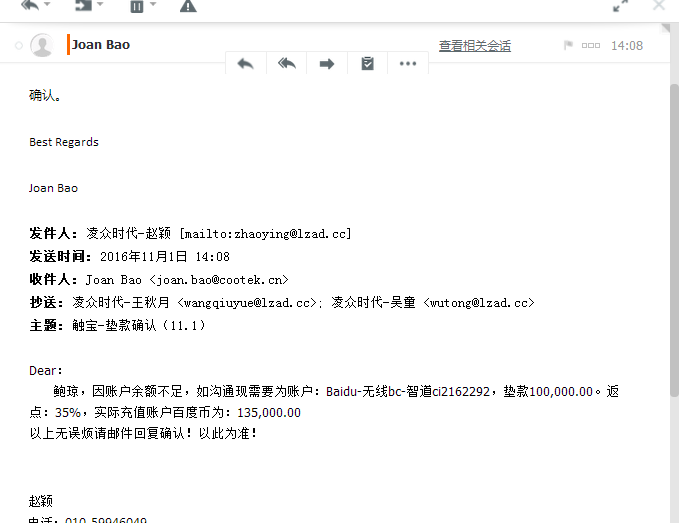 Joan Bao
查看相关会话
14:08
确认。
Best Regards
Joan Bao
发件人：凌众时代-赵颖 [mailto:zhaoying@lzad.cc]
发送时间：2016年11月1日 14:08
收件人：Joan Bao <joan.bao@cootek.cn>
抄送：凌众时代-王秋月 <wangqiuyue@lzad.cc>; 凌众时代-吴童 <wutong@lzad.cc>
主题：触宝-垫款确认（11.1）
Dear：
鲍琼，因账户余额不足，如沟通现需要为账户：Baidu-无线bc-智道ci2162292，垫款100,000.00。返
点：35%，实际充值账户百度币为：135,000.00
以上无误烦请邮件回复确认！以此为准！
赵颖
电话：010-59946049